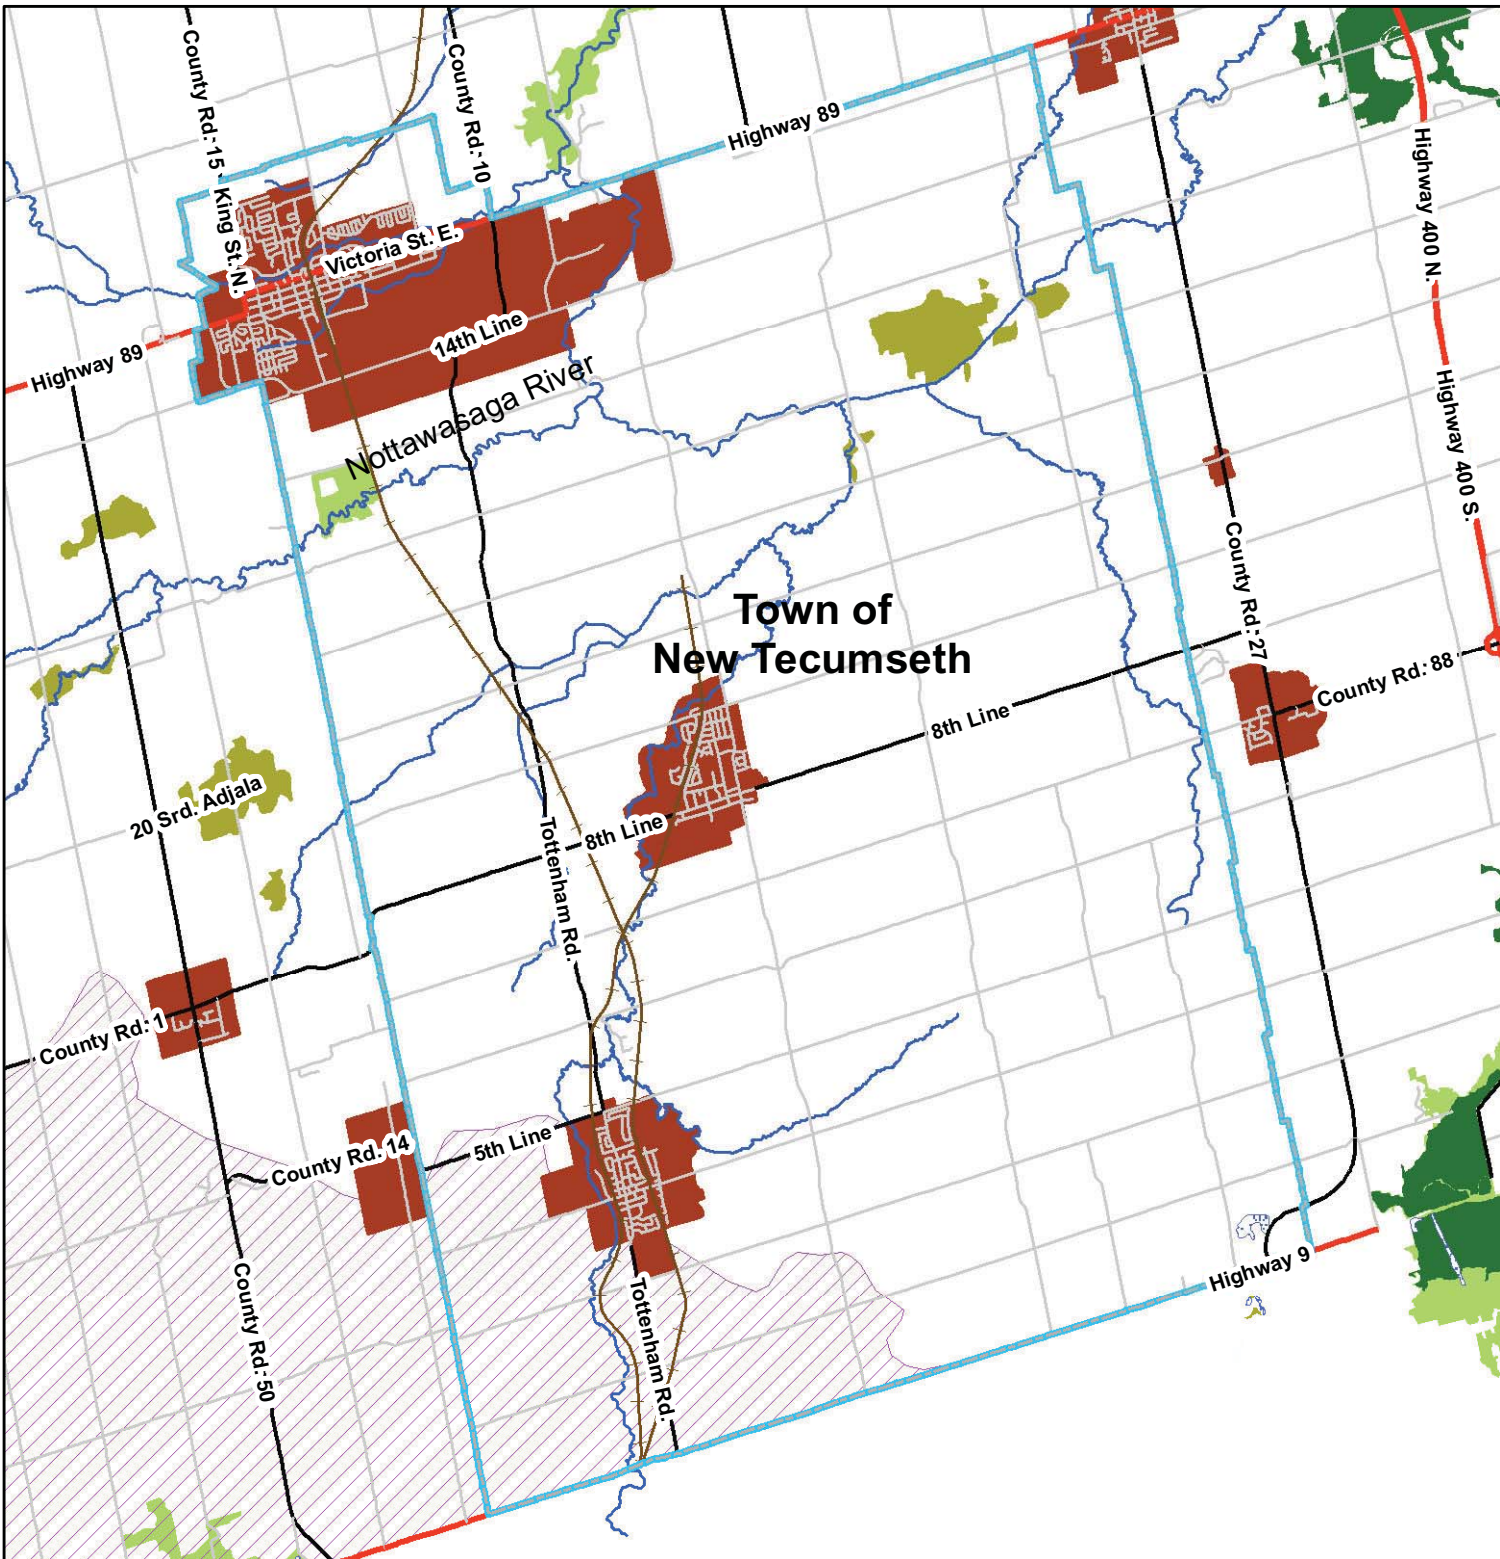 County Rd. 15
County Rd. 10
Highway 89
King St. N.
Victoria St. E.
Highway 400 N.
14th Line
Highway 89
Nottawasaga River
Highway 400 S.
County Rd. 27
Town of
New Tecumseth
County Rd. 88
8th Line
20 Srd. Adjala
8th Line
Tottenham Rd.
County Rd. 1
5th Line
County Rd. 14
Highway 9
County Rd. 50
Tottenham Rd.